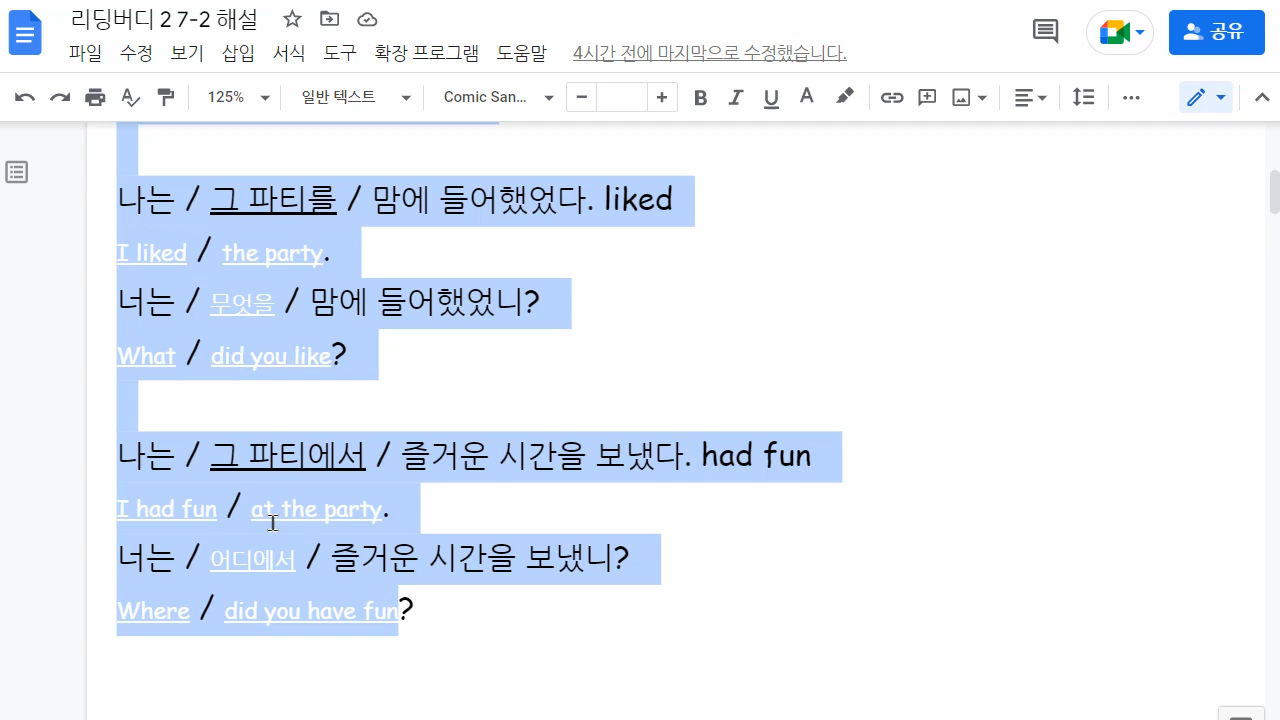 리딩버디 2 7-2 해설
파일 수정 보기 삽입 서식 도구 확장 프로그램 도움말 4시간 전에 마지막으로 수정했습니다.
공유
125% 일반 텍스트 Comic San...
나는 / 그 파티를 / 맘에 들어했었다. liked
I liked / the party.
너는 / 무엇을 / 맘에 들어했었니?
What / did you like?
나는 / 그 파티에서 / 즐거운 시간을 보냈다. had fun
I had fun / at the party.
너는 / 어디에서 / 즐거운 시간을 보냈니?
Where / did you have fun?